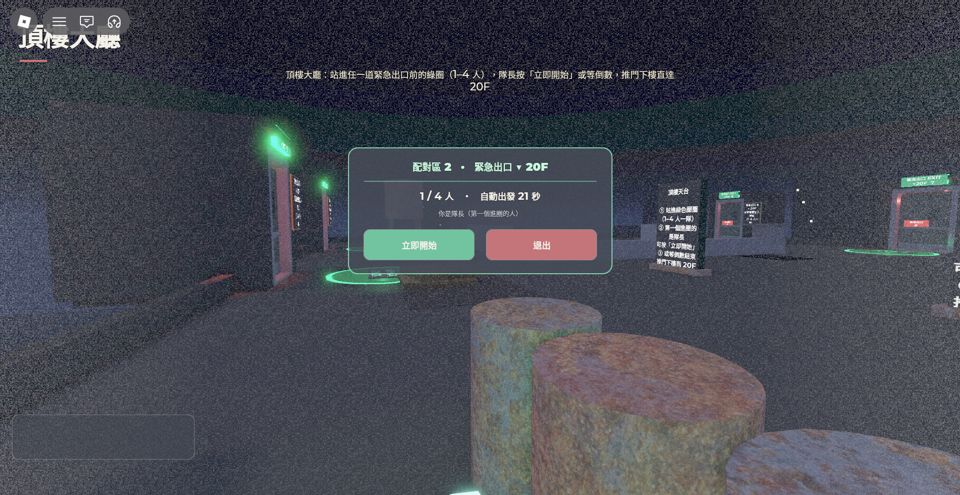 頂樓大廳
頂樓大廳：站進任一道緊急出口前的綠圈（1–4 人），隊長按「立即開始」或等倒數，推門下樓直達
20F
配對區 2 • 緊急出口 ▼ 20F
1 / 4 人 • 自動出發 21 秒
你是隊長（第一個進圈的人）
立即開始
退出
頂樓天台
① 站進綠色圈圈
(1–4 人一隊)
② 第一個進圈的
是隊長
可按「立即開始」
③ 或等倒數結束
推門下樓到 20F